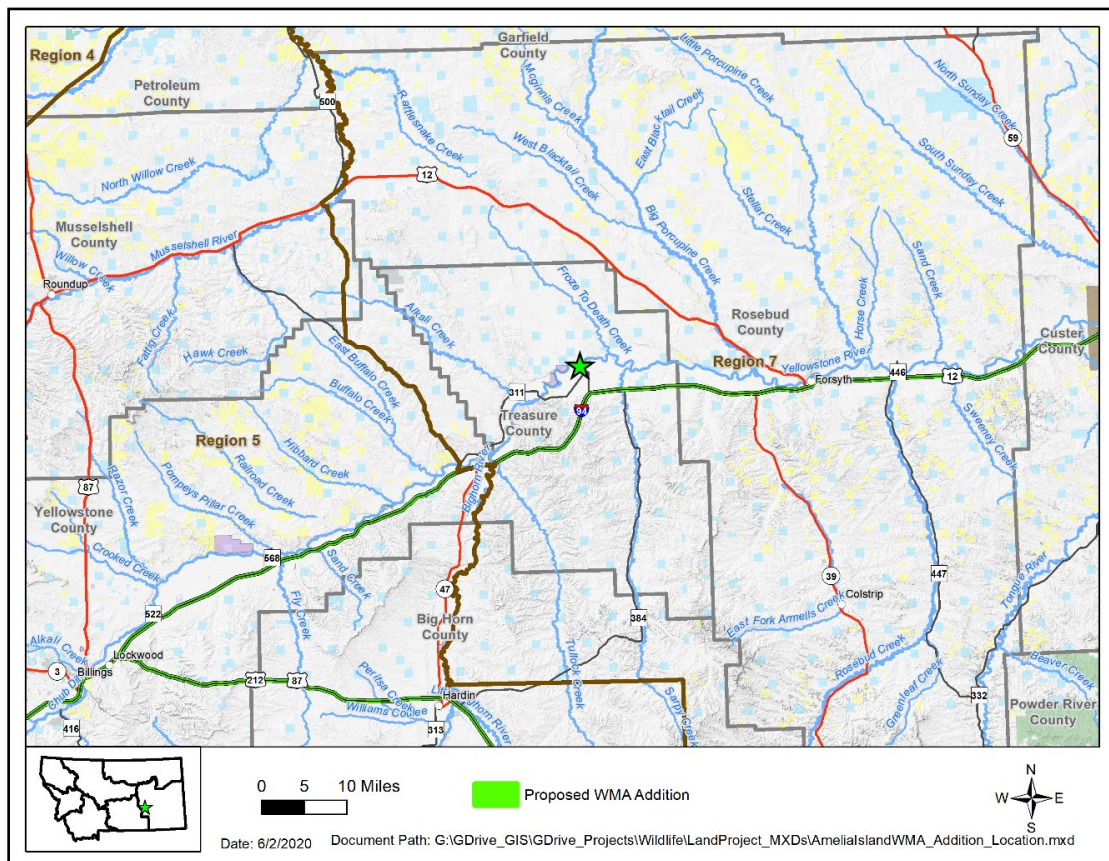 Region 4
Garfield
County
Petroleum
County
500
Rattlesnake Creek
Mcginnis Creek
Little Porcupine Creek
North Sunday Creek
59
East Blacktail Creek
West Blacktail Creek
South Sunday Creek
North Willow Creek
12
Stellar Creek
Big Porcupine Creek
Musselshell
County
Musselshell River
Willow Creek
Roundup
Sand Creek
Horse Creek
Froze To Death Creek
Alkali Creek
Rosebud
County
Fattig Creek
Hawk Creek
East Buffalo Creek
Buffalo Creek
Custer
County
Region 7
Yellowstone River
Forsyth
446
12
311
94
Treasure
County
Region 5
Hibbard Creek
Railroad Creek
Pompeys Pillar Creek
Razor Creek
Sweeney Creek
Bighorn River
87
Yellowstone
County
Crooked Creek
568
Sand Creek
Fly Creek
47
39
Colstrip
447
Tongue River
522
Big Horn
County
384
East Fork Armells Creek
Rosebud Creek
Alkali Creek
Lockwood
3
Billings
212
87
Peritsa Creek
Williams Coulee
Hardin
313
416
Tullock Creek
Sarpy Creek
Greenleaf Creek
332
Beaver Creek
Powder River
County
0 5 10 Miles
Proposed WMA Addition
N
W E
S
Date: 6/2/2020 Document Path: G:\GDrive_GIS\GDrive_Projects\Wildlife\LandProject_MXDs\AmeliaIslandWMA_Addition_Location.mxd